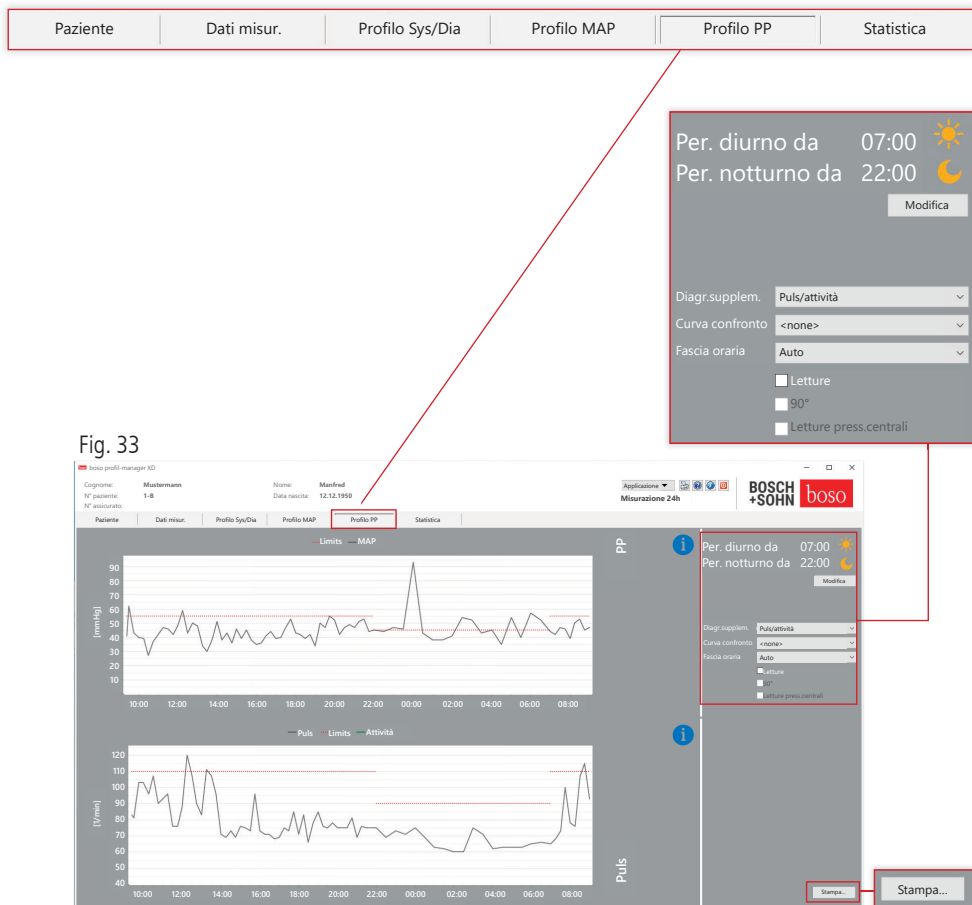 Paziente Dati misur. Profilo Sys/Dia Profilo MAP Profilo PP Statistica
Per. diurno da 07:00
Per. notturno da 22:00
Modifica
Diagr.supplem. Puls/attività
Curva confronto <none>
Fascia oraria Auto
Letture
90°
Letture press.centrali
Fig. 33
boso boso profil-manager XD
Cognome: Mustermann Nome: Manfred
N° paziente: 1-B Data nascita: 12.12.1950
N° assicurato:
Applicazione
Misurazione 24h
BOSCH
+SOHN boso
Paziente Dati misur. Profilo Sys/Dia Profilo MAP Profilo PP Statistica
Limits MAP
PP
[mmHg]
90
80
70
60
50
40
30
20
10
10:00 12:00 14:00 16:00 18:00 20:00 22:00 00:00 02:00 04:00 06:00 08:00
i
Per. diurno da 07:00
Per. notturno da 22:00
Modifica
Diagr.supplem. Puls/attività
Curva confronto <none>
Fascia oraria Auto
Letture
90°
Letture press.centrali
Puls Limits Attività
i
[1/min]
120
110
100
90
80
70
60
50
40
10:00 12:00 14:00 16:00 18:00 20:00 22:00 00:00 02:00 04:00 06:00 08:00
Puls
Stampa...
Stampa...